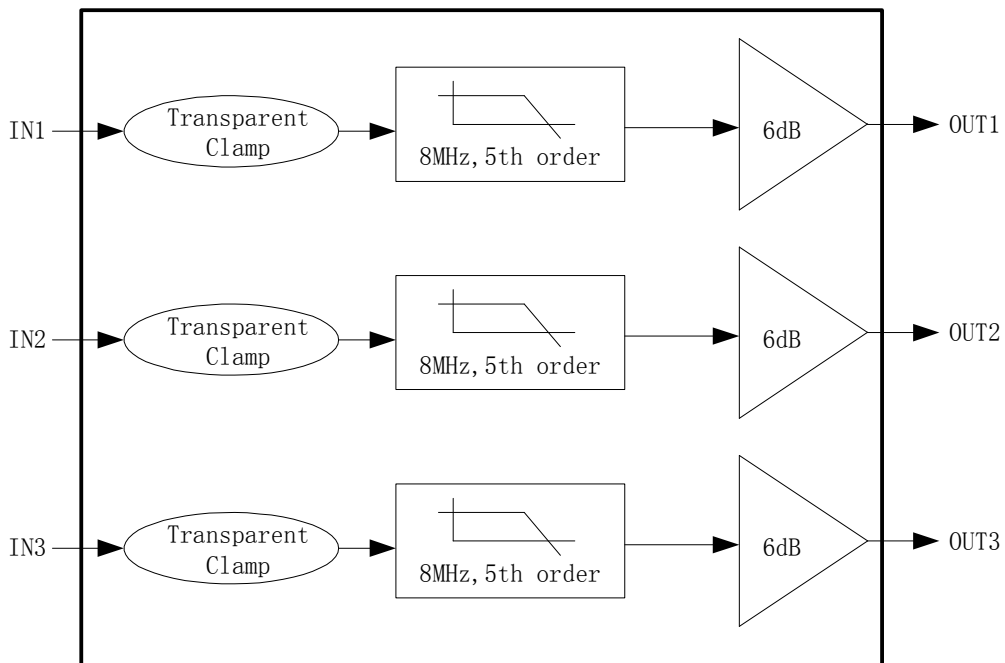 IN1
Transparent
Clamp
8MHz,5th order
6dB
OUT1
IN2
Transparent
Clamp
8MHz,5th order
6dB
OUT2
IN3
Transparent
Clamp
8MHz,5th order
6dB
OUT3